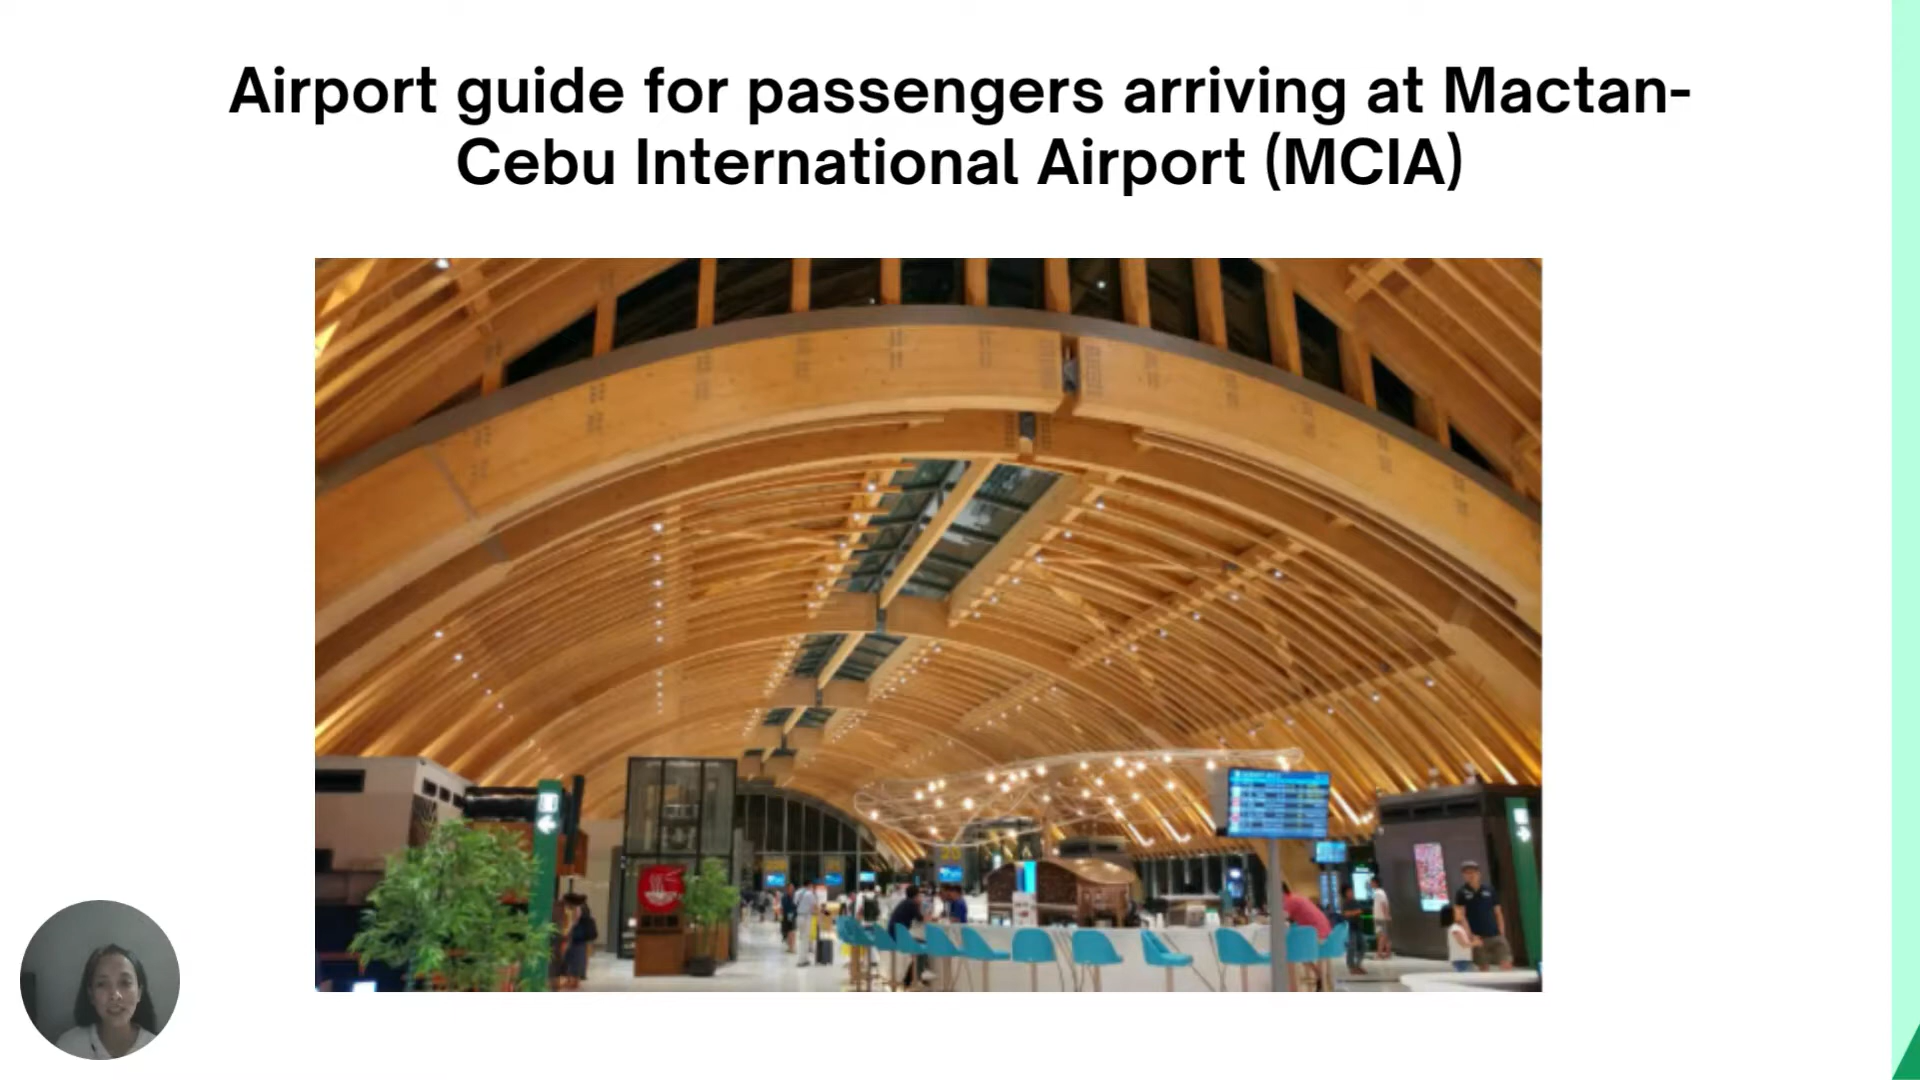 Airport guide for passengers arriving at Mactan-
Cebu International Airport (MCIA)